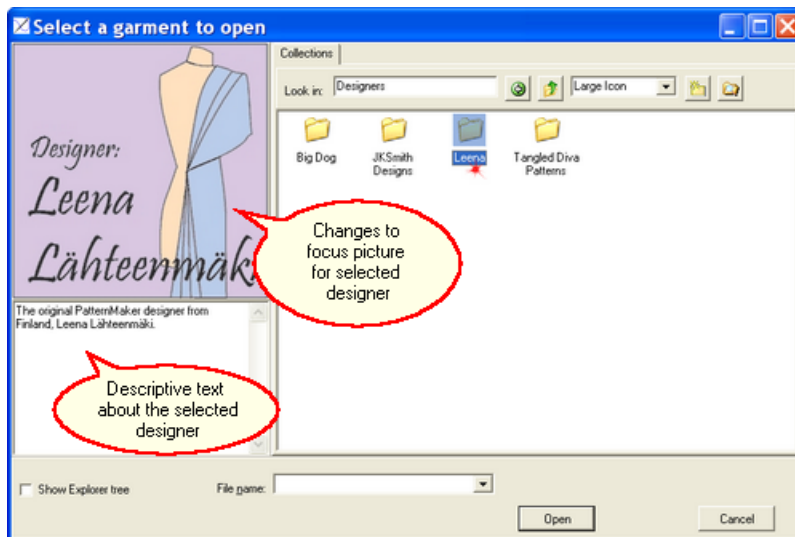 Select a garment to open
Designer:
Leena
Lähteenmäki
The original PatternMaker designer from
Finland, Leena Lähteenmäki.
Collections
Look in:
Designers
Large Icon
Big Dog
JKSmith
Designs
Leena
Tangled Diva
Patterns
Changes to
focus picture
for selected
designer
Descriptive text
about the selected
designer
Show Explorer tree
File name:
Open
Cancel